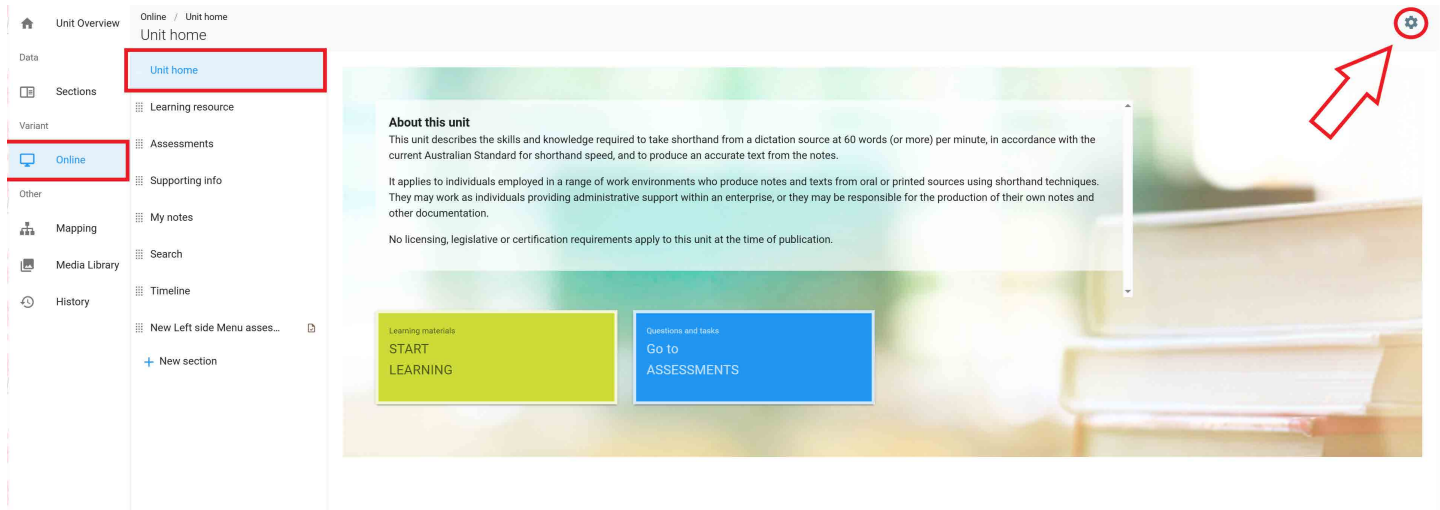 Unit Overview
Data
Sections
Variant
Online
Other
Mapping
Media Library
History
Online / Unit home
Unit home
Unit home
Learning resource
Assessments
Supporting info
My notes
Search
Timeline
New Left side Menu asses...
+ New section
About this unit
This unit describes the skills and knowledge required to take shorthand from a dictation source at 60 words (or more) per minute, in accordance with the
current Australian Standard for shorthand speed, and to produce an accurate text from the notes.
It applies to individuals employed in a range of work environments who produce notes and texts from oral or printed sources using shorthand techniques.
They may work as individuals providing administrative support within an enterprise, or they may be responsible for the production of their own notes and
other documentation.
No licensing, legislative or certification requirements apply to this unit at the time of publication.
Learning materials
START
LEARNING
Questions and tasks
Go to
ASSESSMENTS